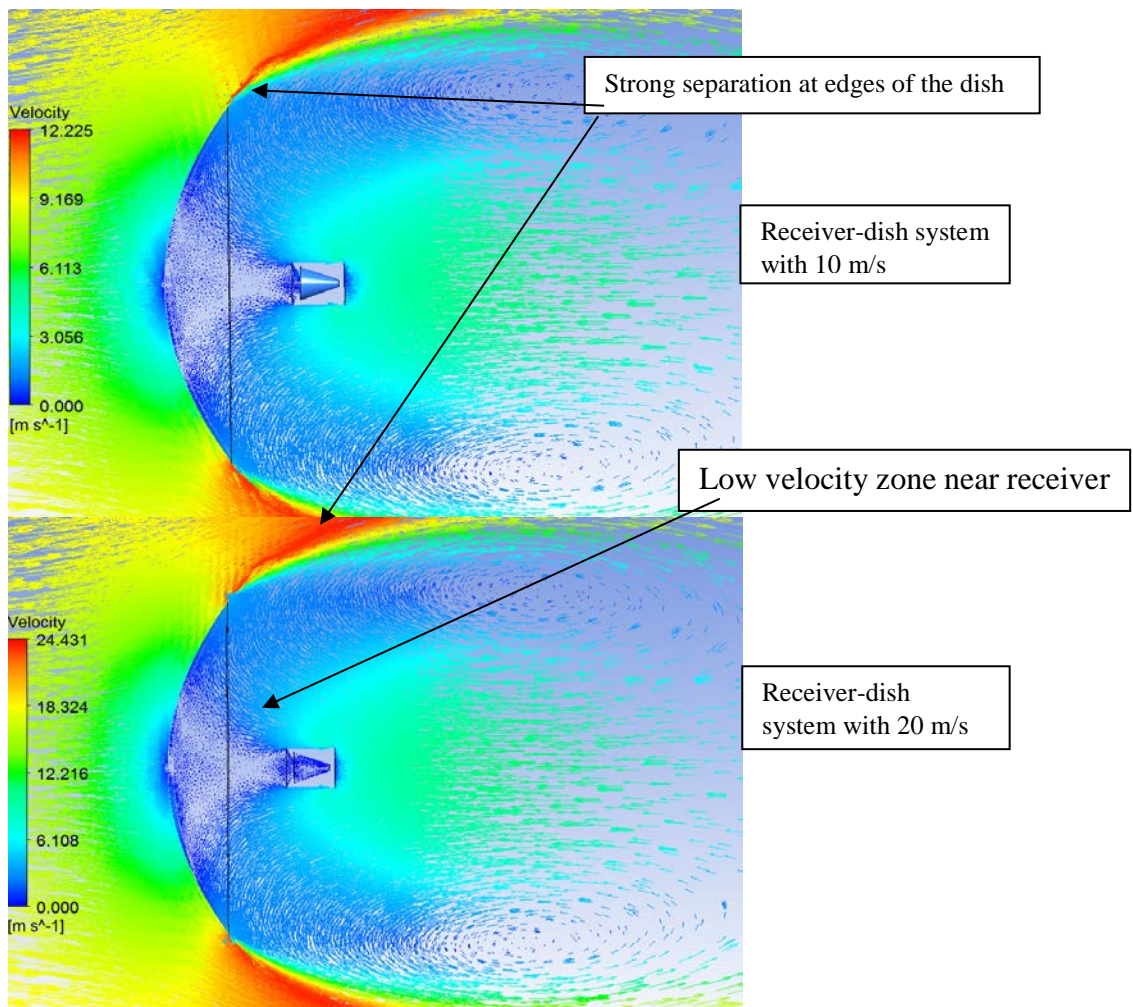 Strong separation at edges of the dish
Velocity
12.225
9.169
6.113
3.056
0.000
[m s^-1]
Receiver-dish system
with 10 m/s
Low velocity zone near receiver
Velocity
24.431
18.324
12.216
6.108
0.000
[m s^-1]
Receiver-dish
system with 20 m/s